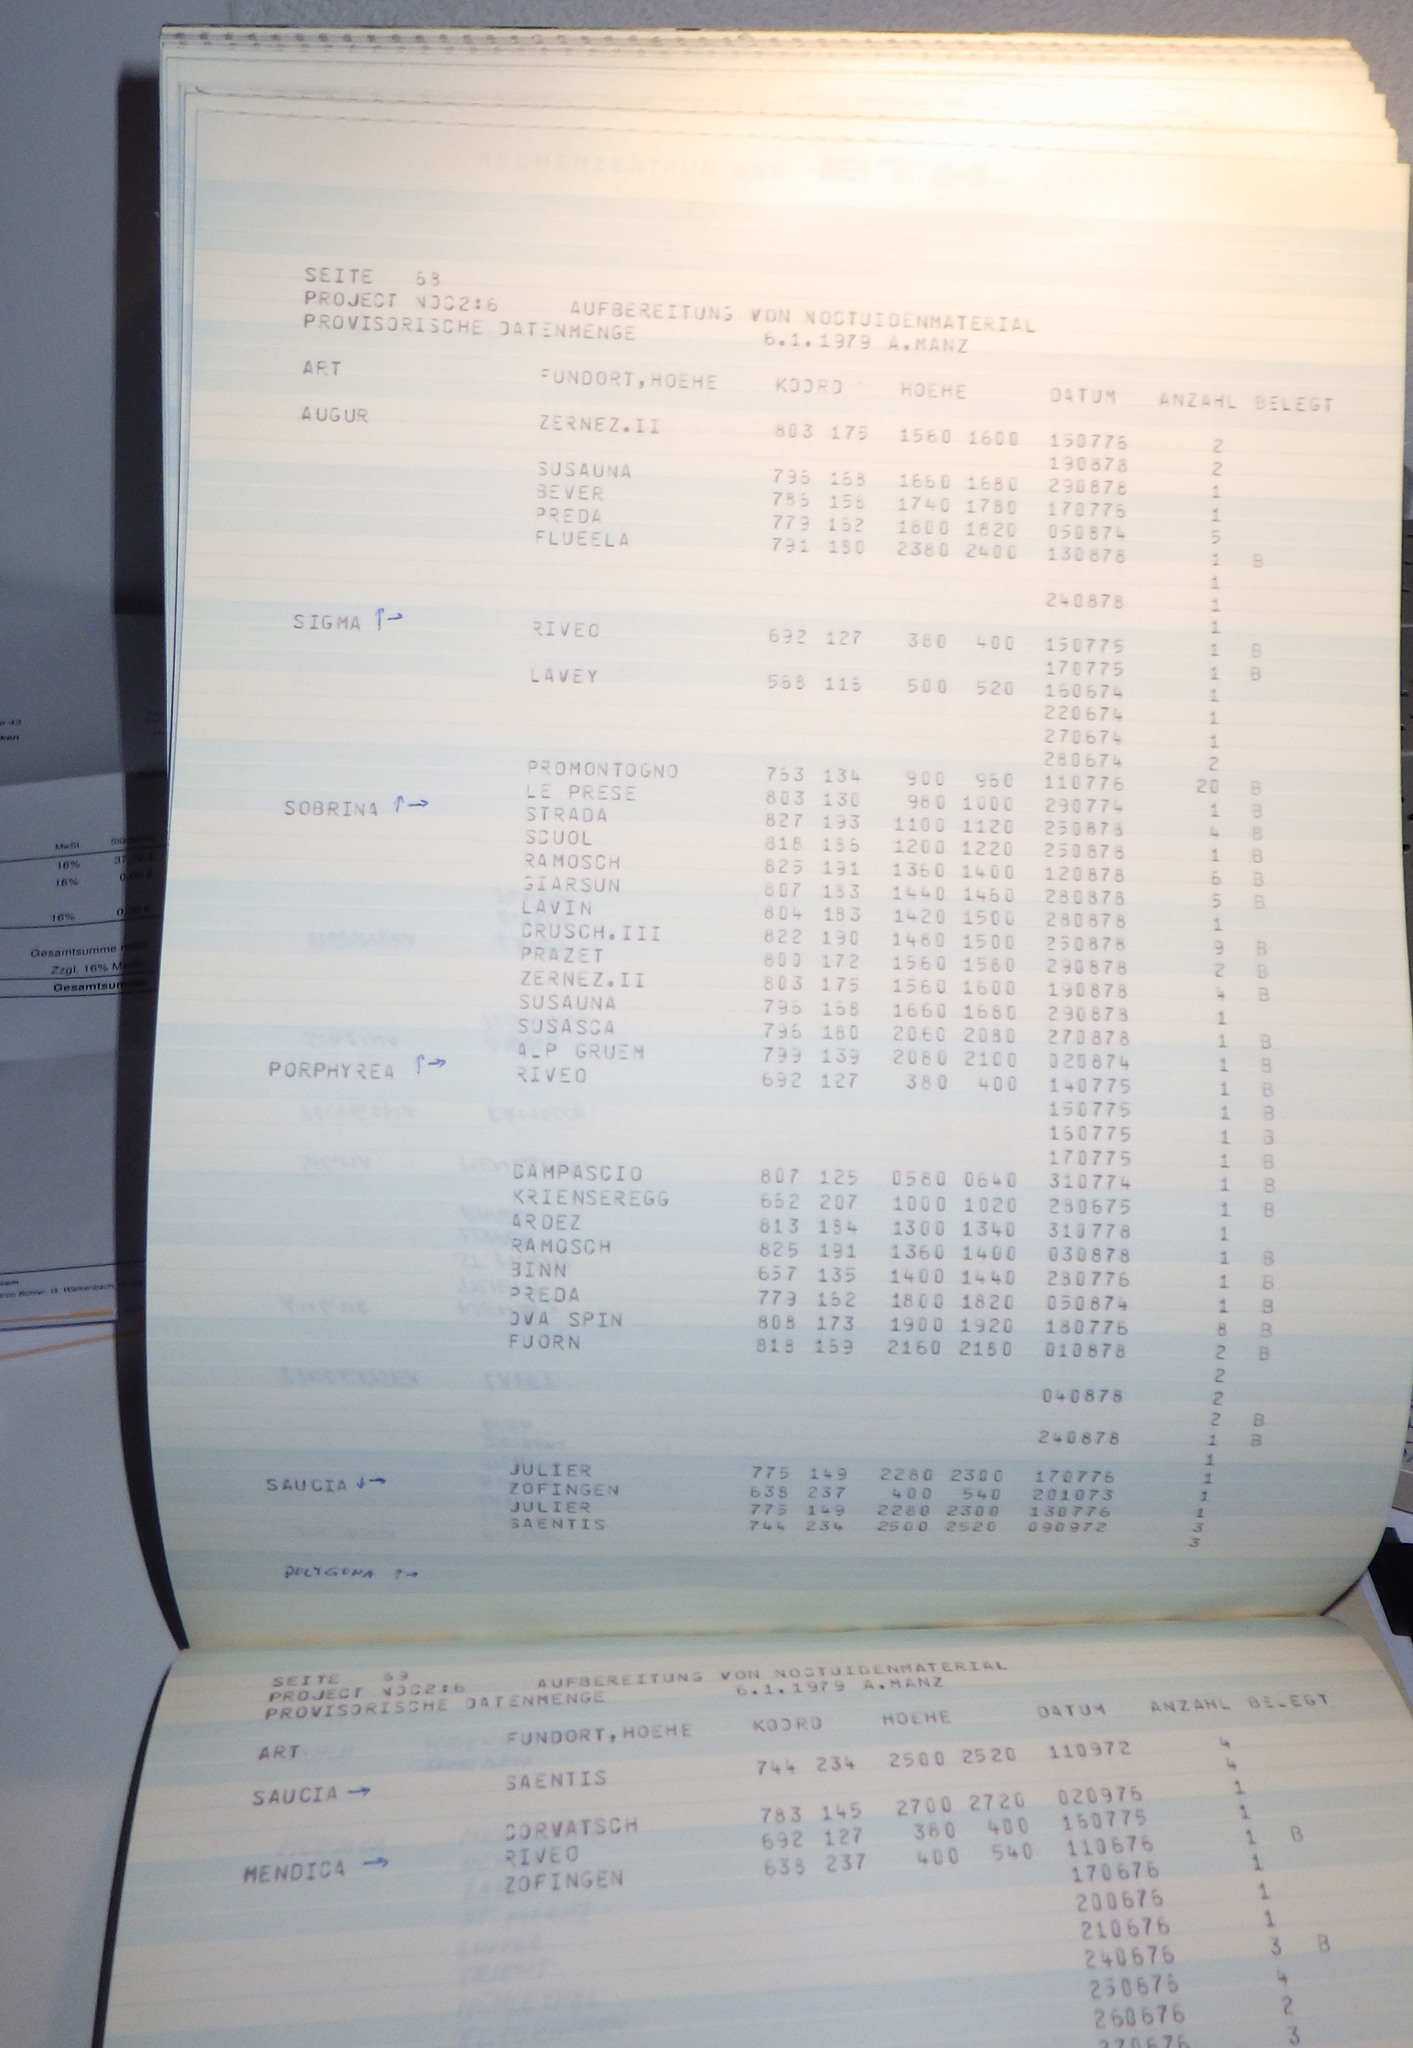 SEITE 68
PROJECT NOC2:6 AUFBEREITUNG VON NOCTUIDENMATERIAL
PROVISORISCHE DATENMENGE 6.1.1979 A.MANZ
ART FUNDORT,HOEHE KOORD HOEHE DATUM ANZAHL BELEGT
AUGUR ZERNEZ.II 803 175 1560 1600 150776 2
190878 2
SUSAUNA 796 168 1660 1680 290878 1
BEVER 786 158 1740 1780 170776 1
PREDA 779 162 1800 1820 050874 5
FLUEELA 791 180 2380 2400 130878 1 B
1
240878 1
1
SIGMA ↑→ RIVEO 692 127 380 400 150775 1 B
170775 1 B
LAVEY 568 116 500 520 160674 1
220674 1
270674 1
280674 2
PROMONTOGNO 763 134 900 960 110776 20 B
SOBRINA ↑→ LE PRESE 803 130 980 1000 290774 1 B
STRADA 827 193 1100 1120 250878 4 B
SCUOL 818 186 1200 1220 250878 1 B
RAMOSCH 825 191 1360 1400 120878 6 B
GIARSUN 807 183 1440 1460 280878 5 B
LAVIN 804 183 1420 1500 280878 1
CRUSCH.III 822 190 1480 1500 250878 9 B
PRAZET 800 172 1560 1580 290878 2 B
ZERNEZ.II 803 175 1560 1600 190878 4 B
SUSAUNA 796 168 1660 1680 290878 1
SUSASCA 796 180 2060 2080 270878 1 B
ALP GRUEM 799 139 2080 2100 020874 1 B
PORPHYREA ↑→ RIVEO 692 127 380 400 140775 1 B
150775 1 B
160775 1 B
170775 1 B
CAMPASCIO 807 125 0580 0640 310774 1 B
KRIENSEREGG 662 207 1000 1020 280675 1 B
ARDEZ 813 184 1300 1340 310778 1
RAMOSCH 825 191 1360 1400 030878 1 B
BINN 657 135 1400 1440 280776 1 B
PREDA 779 162 1800 1820 050874 1 B
OVA SPIN 808 173 1900 1920 180776 8 B
FUORN 818 169 2160 2180 010878 2 B
2
040878 2
2 B
240878 1 B
1
JULIER 775 149 2280 2300 170776 1
SAUCIA ↓→ ZOFINGEN 638 237 400 540 201073 1
JULIER 775 149 2280 2300 130776 1
SAENTIS 744 234 2500 2520 090972 3
3
POLYGONA ↑→
SEITE 69
PROJECT NOC2:6 AUFBEREITUNG VON NOCTUIDENMATERIAL
PROVISORISCHE DATENMENGE 6.1.1979 A.MANZ
ART FUNDORT,HOEHE KOORD HOEHE DATUM ANZAHL BELEGT
SAUCIA → SAENTIS 744 234 2500 2520 110972 4
4
CORVATSCH 783 145 2700 2720 020976 1
MENDICA → RIVEO 692 127 380 400 160775 1
ZOFINGEN 638 237 400 540 110676 1 B
170676 1
200676 1
210676 1
240676 3 B
250676 4
260676 2
270676 3